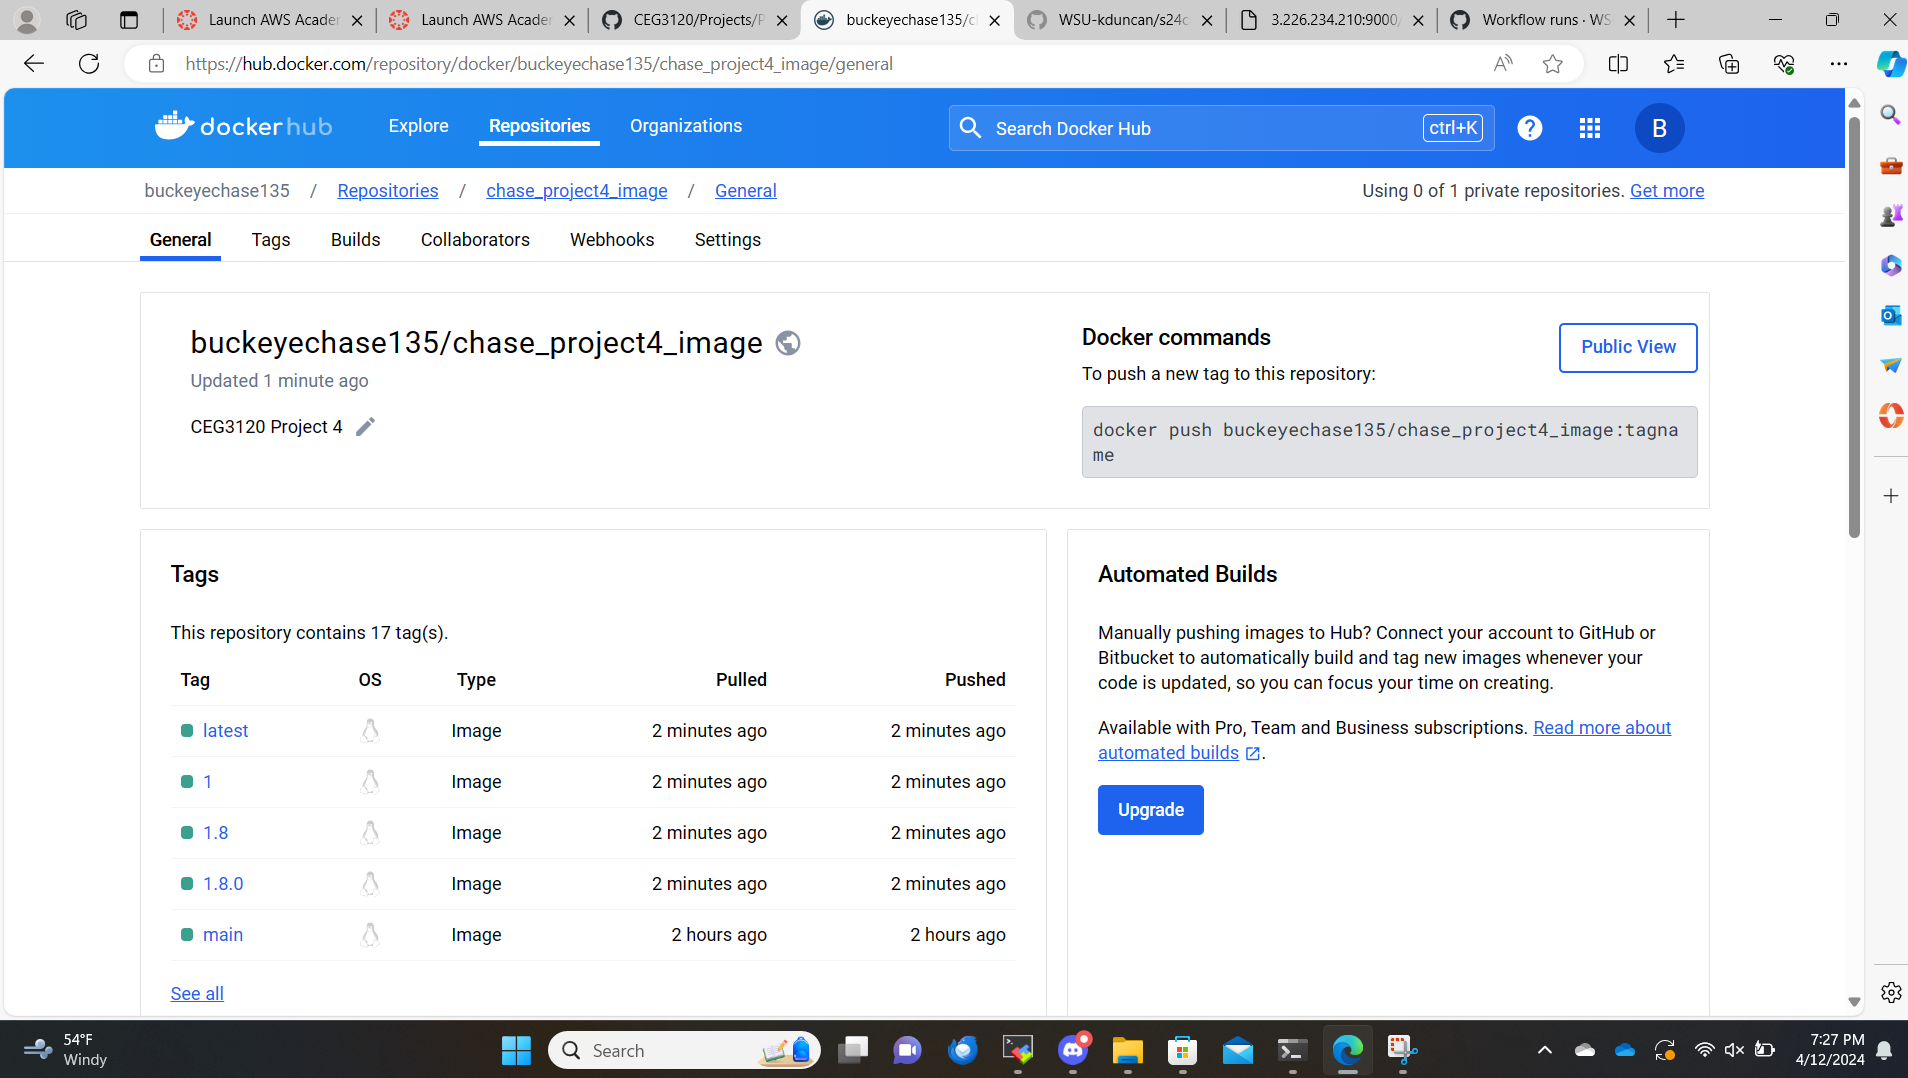 Launch AWS Acader
Launch AWS Acader
CEG3120/Projects/P
buckeyechase135/c
WSU-kduncan/s24c
3.226.234.210:9000/
Workflow runs · WS
https://hub.docker.com/repository/docker/buckeyechase135/chase_project4_image/general
docker hub
Explore
Repositories
Organizations
Search Docker Hub
ctrl+K
?
B
buckeyechase135 / Repositories / chase_project4_image / General
Using 0 of 1 private repositories. Get more
General
Tags
Builds
Collaborators
Webhooks
Settings
buckeyechase135/chase_project4_image
Updated 1 minute ago
CEG3120 Project 4
Docker commands
Public View
To push a new tag to this repository:
docker push buckeyechase135/chase_project4_image:tagna
me
Tags
This repository contains 17 tag(s).
Tag OS Type Pulled Pushed
latest Image 2 minutes ago 2 minutes ago
1 Image 2 minutes ago 2 minutes ago
1.8 Image 2 minutes ago 2 minutes ago
1.8.0 Image 2 minutes ago 2 minutes ago
main Image 2 hours ago 2 hours ago
See all
Automated Builds
Manually pushing images to Hub? Connect your account to GitHub or
Bitbucket to automatically build and tag new images whenever your
code is updated, so you can focus your time on creating.
Available with Pro, Team and Business subscriptions. Read more about
automated builds .
Upgrade
54°F
Windy
Search
7:27 PM
4/12/2024